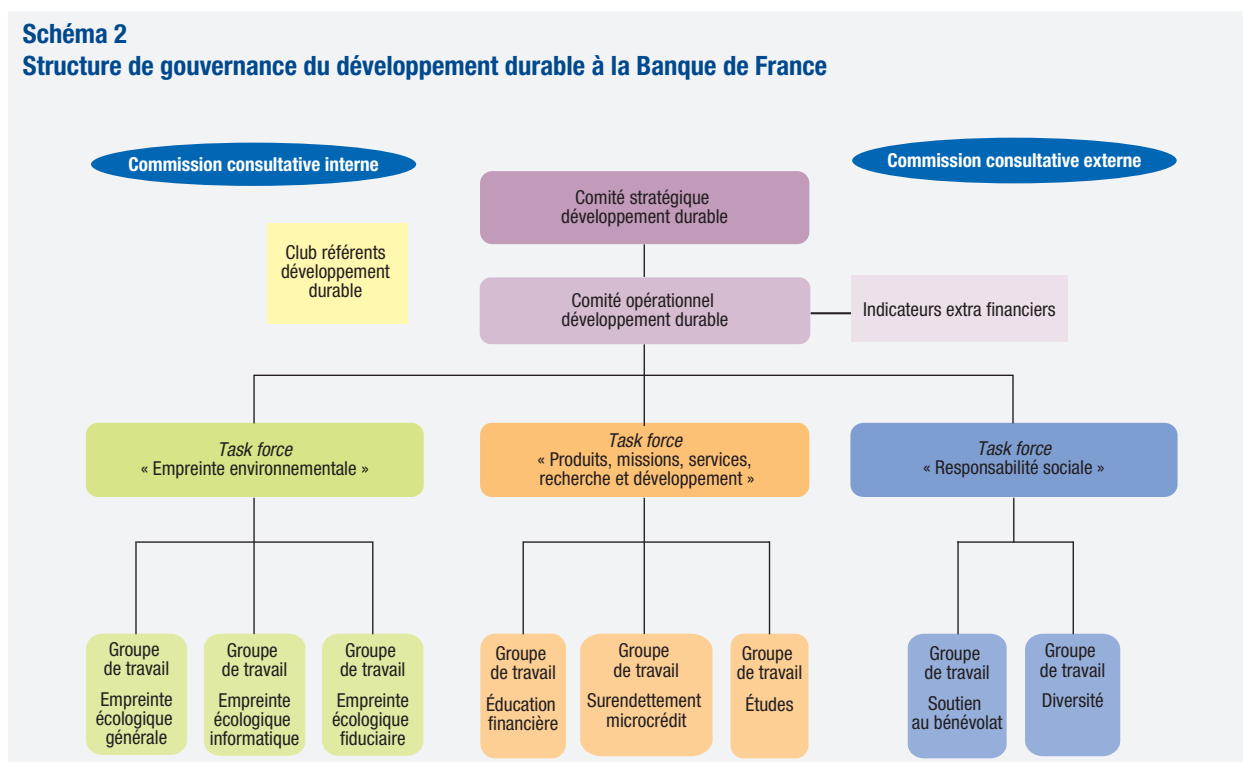 Schéma 2
Structure de gouvernance du développement durable à la Banque de France
Commission consultative interne
Commission consultative externe
Comité stratégique
développement durable
Club référents
développement
durable
Comité opérationnel
développement durable
Indicateurs extra financiers
Task force
« Empreinte environnementale »
Task force
« Produits, missions, services,
recherche et développement »
Task force
« Responsabilité sociale »
Groupe
de travail
Empreinte
écologique
générale
Groupe
de travail
Empreinte
écologique
informatique
Groupe
de travail
Empreinte
écologique
fiduciaire
Groupe
de travail
Éducation
financière
Groupe
de travail
Surendettement
microcrédit
Groupe
de travail
Études
Groupe
de travail
Soutien
au bénévolat
Groupe
de travail
Diversité